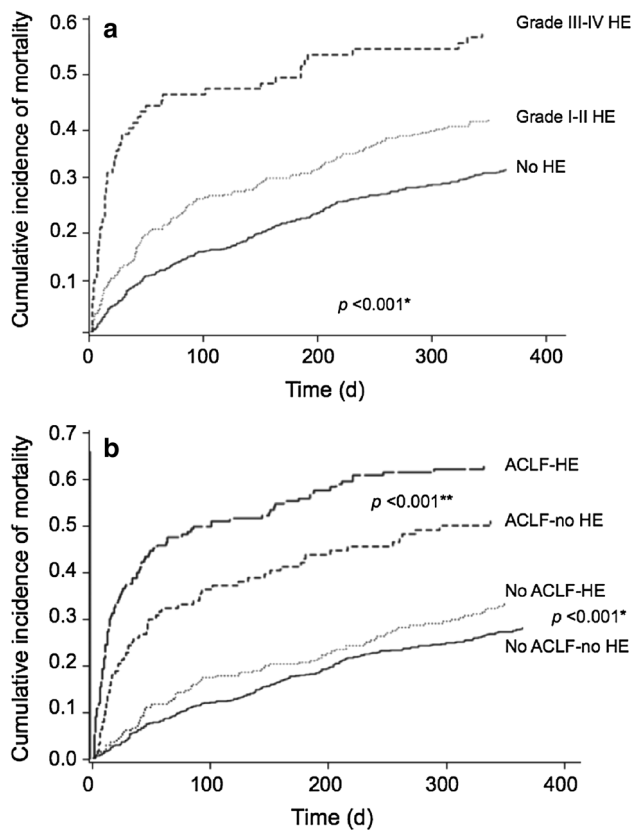 a
Cumulative incidence of mortality
0.6
0.5
0.4
0.3
0.2
0.1
0
100
200
300
400
Time (d)
Grade III-IV HE
Grade I-II HE
No HE
p <0.001*
b
Cumulative incidence of mortality
0.7
0.6
0.5
0.4
0.3
0.2
0.1
0.0
0
100
200
300
400
Time (d)
ACLF-HE
p <0.001**
ACLF-no HE
No ACLF-HE
p <0.001*
No ACLF-no HE